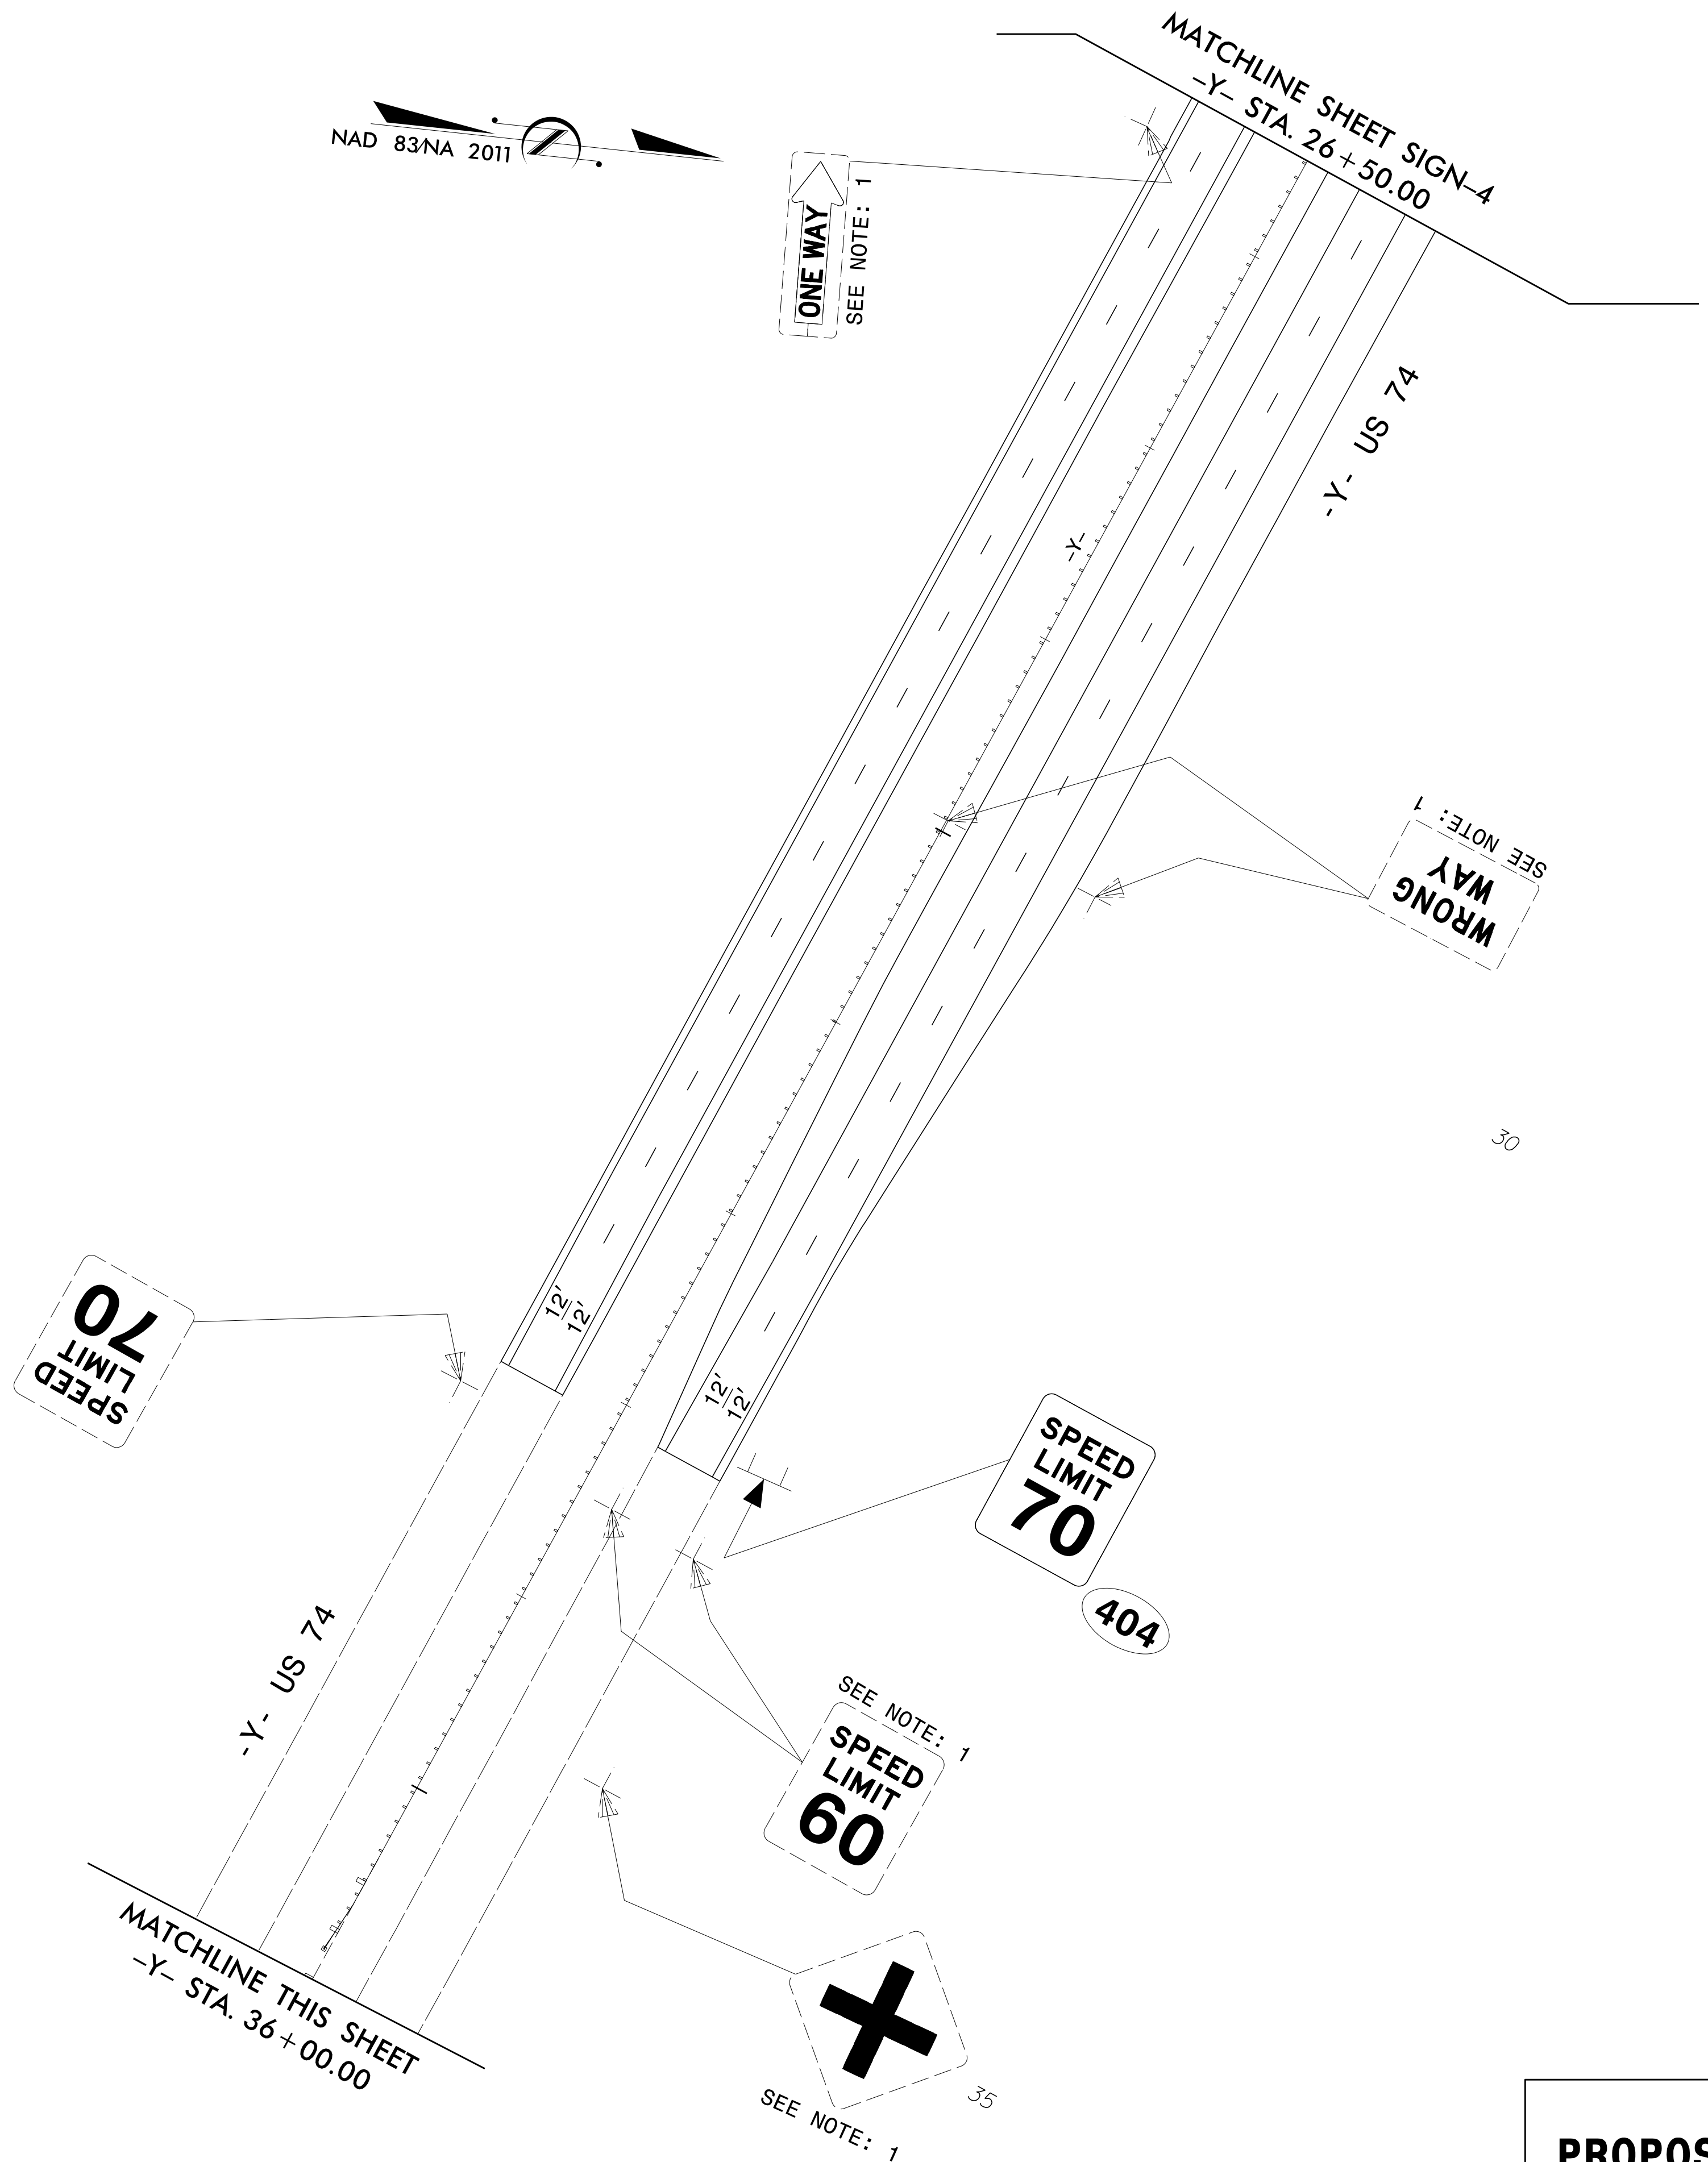 MATCHLINE SHEET SIGN-4
-Y- STA. 26+50.00
NAD 83/NA 2011
ONE WAY
SEE NOTE: 1
-Y- US 74
-Y-
SEE NOTE: 1
WRONG
WAY
30
SPEED
LIMIT
70
12'
12'
12'
12'
SPEED
LIMIT
70
404
-Y- US 74
SEE NOTE: 1
SPEED
LIMIT
60
MATCHLINE THIS SHEET
-Y- STA. 36+00.00
35
SEE NOTE: 1